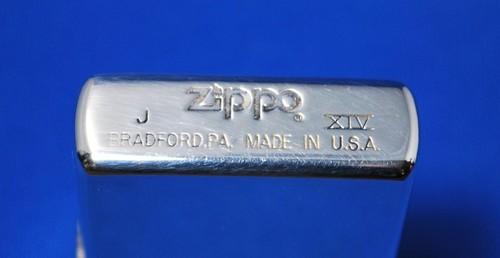 zippo®
J XIV
BRADFORD,PA. MADE IN U.S.A.